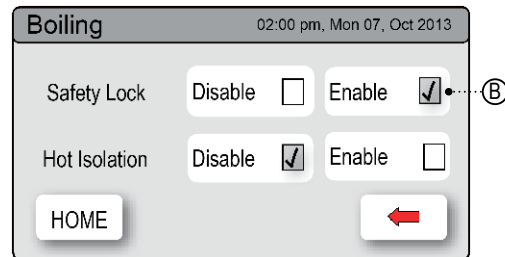 Boiling 02:00 pm, Mon 07, Oct 2013
Safety Lock Disable Enable B
Hot Isolation Disable Enable
HOME